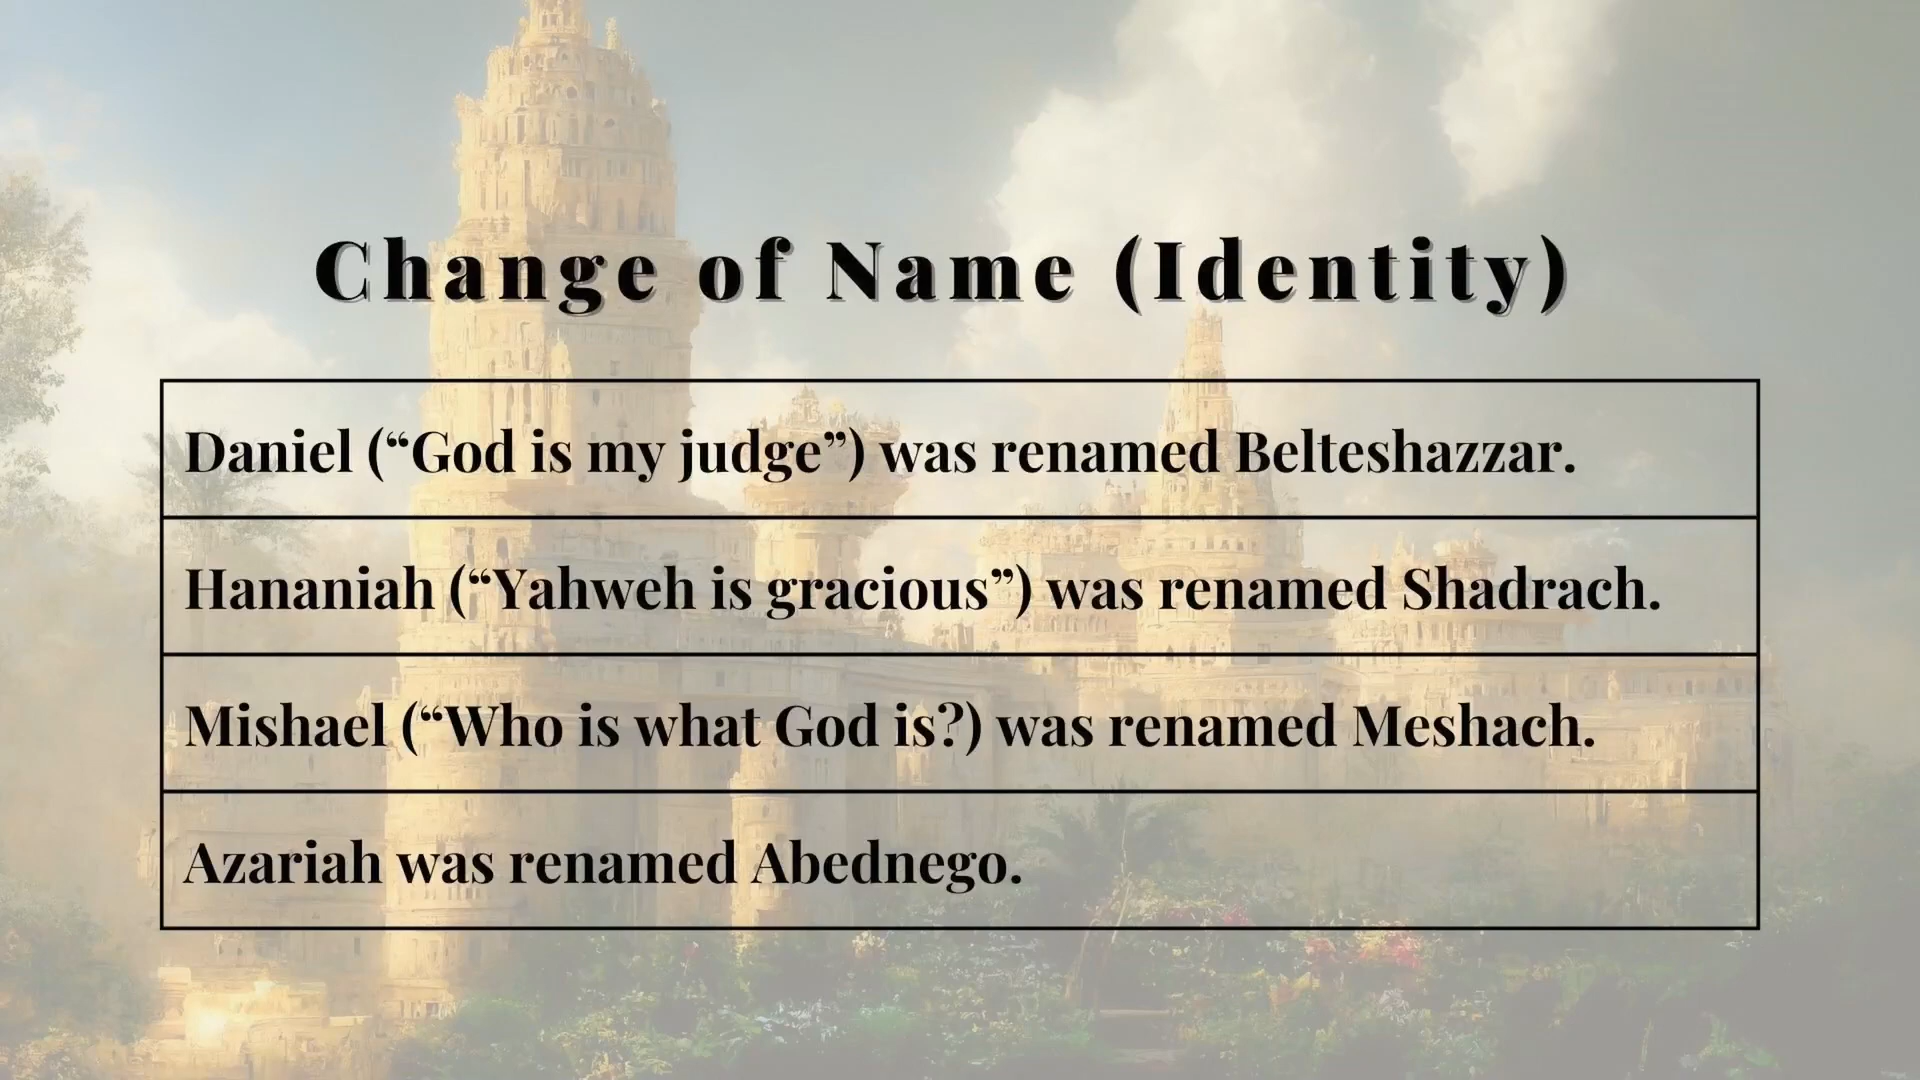 Change of Name (Identity)
Daniel (“God is my judge”) was renamed Belteshazzar.
Hananiah (“Yahweh is gracious”) was renamed Shadrach.
Mishael (“Who is what God is?) was renamed Meshach.
Azariah was renamed Abednego.